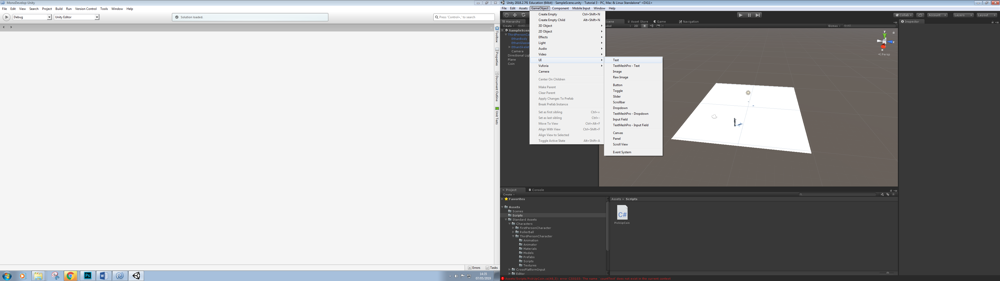 MonoDevelop-Unity
File Edit View Search Project Build Run Version Control Tools Window Help
Debug
Unity Editor
Solution loaded.
Press 'Control+,' to search
Toolbox
Properties
Document Outline
Unit Tests
Errors
Tasks
Ps
W
14:35
07/05/2019
Unity 2018.2.7f1 Education (64bit) - SampleScene.unity - Tutorial 3 - PC, Mac & Linux Standalone* <DX11>
File Edit Assets GameObject Component Mobile Input Window Help
Collab
Account
Layers
Layout
Hierarchy
Create
All
SampleScen
ThirdPersonCo
EthanBody
EthanGlasse
EthanSkelet
Camera
Directional Ligh
Plane
Coin
Create Empty Ctrl+Shift+N
Create Empty Child Alt+Shift+N
3D Object
2D Object
Effects
Light
Audio
Video
UI
Vuforia
Camera
Center On Children
Make Parent
Clear Parent
Apply Changes To Prefab
Break Prefab Instance
Set as first sibling Ctrl+=
Set as last sibling Ctrl+-
Move To View Ctrl+Alt+F
Align With View Ctrl+Shift+F
Align View to Selected
Toggle Active State Alt+Shift+A
Text
TextMeshPro - Text
Image
Raw Image
Button
Toggle
Slider
Scrollbar
Dropdown
TextMeshPro - Dropdown
Input Field
TextMeshPro - Input Field
Canvas
Panel
Scroll View
Event System
Scene
Asset Store
Game
Navigation
aded
2D
Gizmos
All
y
z
x
Persp
Inspector
Project
Console
Create
Favorites
Assets
Scenes
Scripts
Standard Assets
Characters
FirstPersonCharacter
RollerBall
ThirdPersonCharacter
Animation
Animator
Materials
Models
Prefabs
Scripts
Textures
CrossPlatformInput
Editor
Assets ▸ Scripts
C#
PickUpCoin
Assets/Scripts/PickUpCoin.cs(48,3): error CS0103: The name `countText' does not exist in the current context